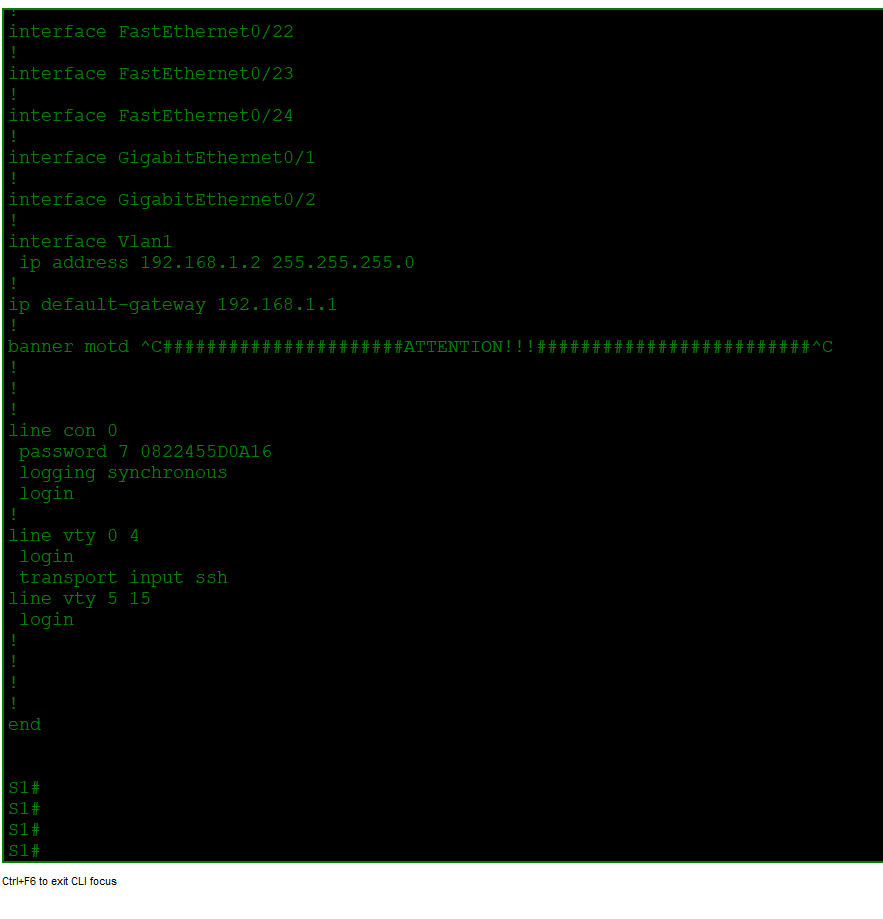 !
interface FastEthernet0/22
!
interface FastEthernet0/23
!
interface FastEthernet0/24
!
interface GigabitEthernet0/1
!
interface GigabitEthernet0/2
!
interface Vlan1
 ip address 192.168.1.2 255.255.255.0
!
ip default-gateway 192.168.1.1
!
banner motd ^C######################ATTENTION!!!#########################^C
!
!
!
line con 0
 password 7 0822455D0A16
 logging synchronous
 login
!
line vty 0 4
 login
 transport input ssh
line vty 5 15
 login
!
!
!
!
end
S1#
S1#
S1#
S1#
Ctrl+F6 to exit CLI focus